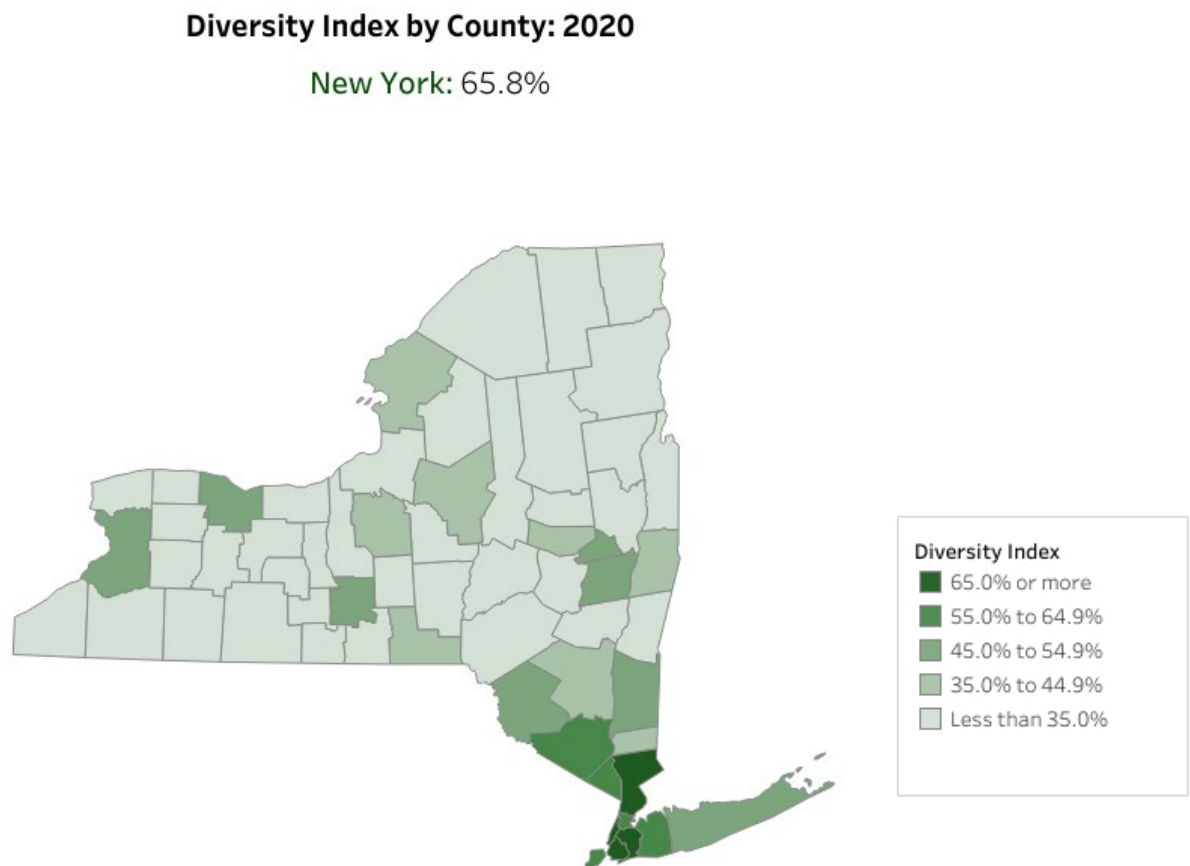 Diversity Index by County: 2020
New York: 65.8%
Diversity Index
65.0% or more
55.0% to 64.9%
45.0% to 54.9%
35.0% to 44.9%
Less than 35.0%